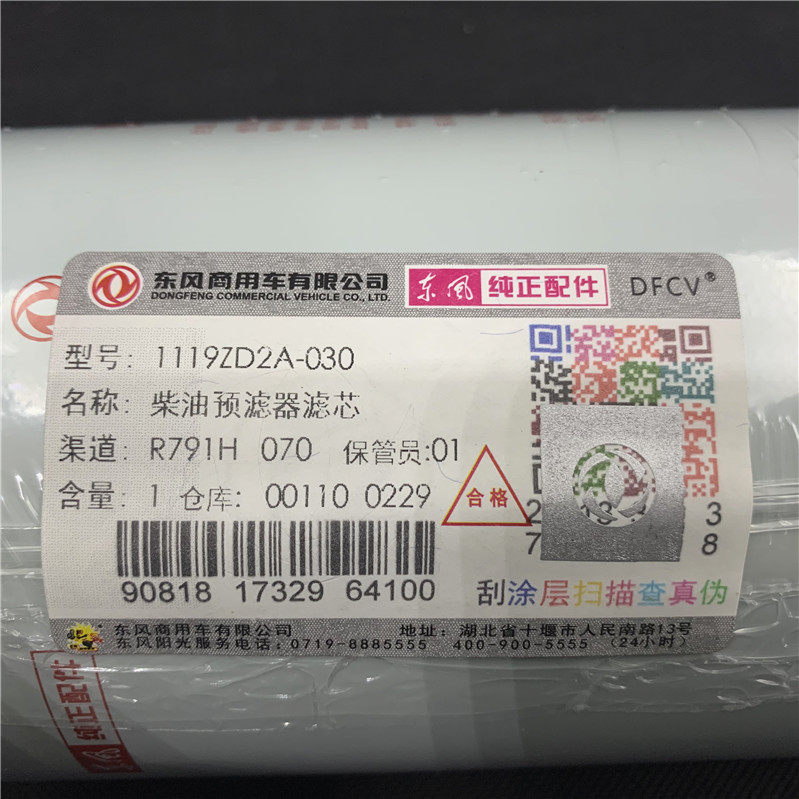 东风商用车有限公司
DONGFENG COMMERCIAL VEHICLE CO., LTD.
东风 纯正配件 DFCV®
型号: 1119ZD2A-030
名称: 柴油预滤器滤芯
渠道: R791H 070 保管员:01
含量: 1 仓库: 00110 0229
合格
90818 17329 64100
刮涂层扫描查真伪
东风商用车有限公司 地址: 湖北省十堰市人民南路13号
东风阳光服务电话: 0719-8885555 400-900-5555 (24小时)
纯正配件